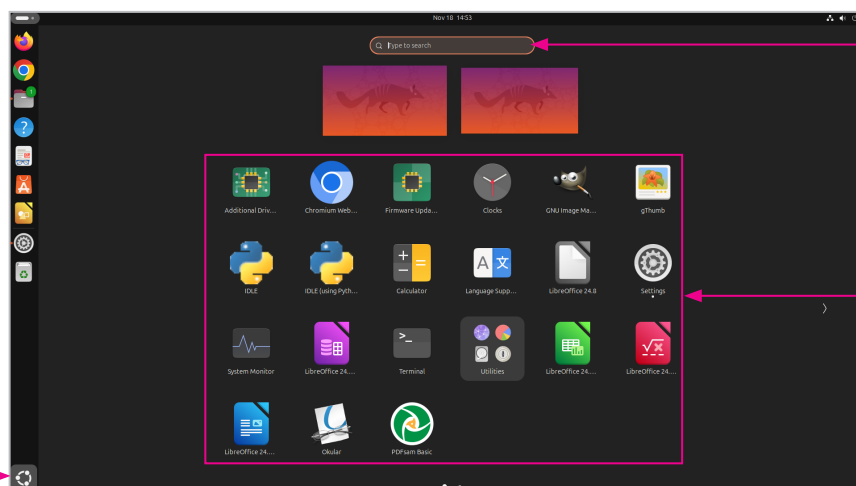 Nov 18 14:53
Type to search
1
Additional Driv...
Chromium Web...
Firmware Upda...
Clocks
GNU Image Ma...
gThumb
IDLE
IDLE (using Pyth...
Calculator
Language Supp...
LibreOffice 24.8
Settings
System Monitor
LibreOffice 24....
Terminal
Utilities
LibreOffice 24....
LibreOffice 24....
LibreOffice 24....
Okular
PDFsam Basic